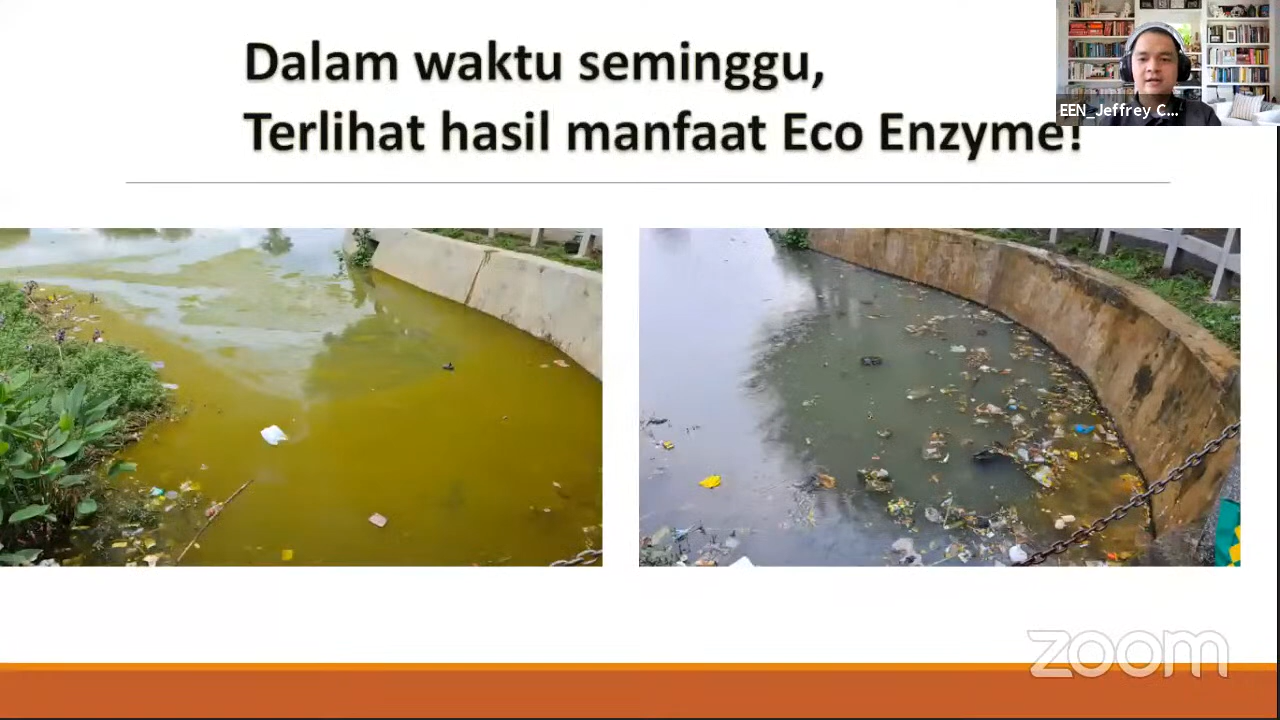 Dalam waktu seminggu,
Terlihat hasil manfaat Eco Enzyme!
EEN_Jeffrey C...
zoom